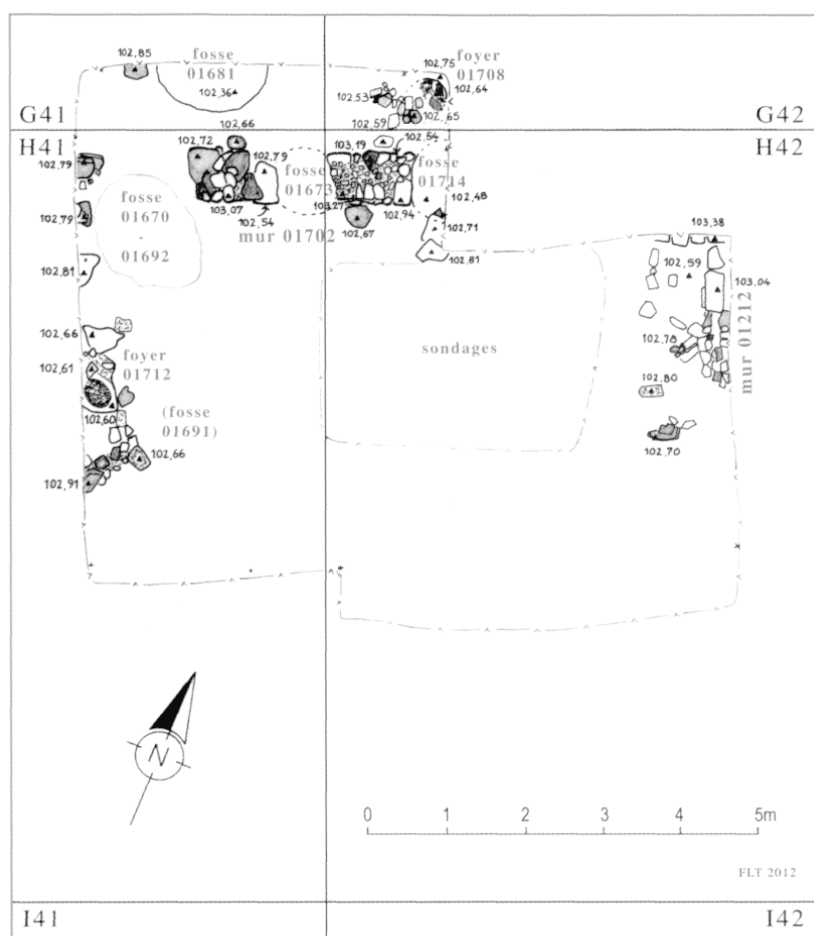 102,85
fosse
01681
102,36
foyer
01708
102,75
102,64
102,53
102,65
102,59
G41
G42
H41
H42
102,66
102,72
102,79
103,19
102,54
102,79
fosse
01673
fosse
01714
103,07
102,54
103,27
102,94
102,48
fosse
01670
01692
102,79
mur 01702
102,67
102,71
103,38
102,81
102,81
102,59
103,04
102,66
sondages
mur 01212
foyer
01712
102,61
102,78
102,80
102,60
(fosse
01691)
102,66
102,70
102,91
N
0 1 2 3 4 5m
FLT 2012
I41
I42